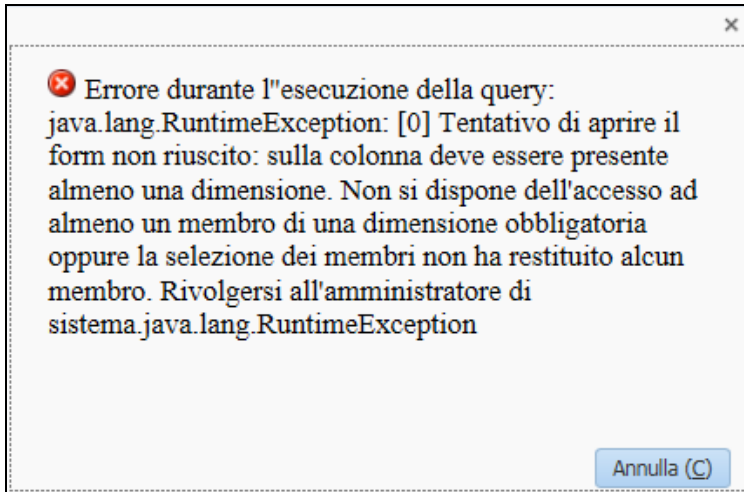 ×
Errore durante l"esecuzione della query:
java.lang.RuntimeException: [0] Tentativo di aprire il
form non riuscito: sulla colonna deve essere presente
almeno una dimensione. Non si dispone dell'accesso ad
almeno un membro di una dimensione obbligatoria
oppure la selezione dei membri non ha restituito alcun
membro. Rivolgersi all'amministratore di
sistema.java.lang.RuntimeException
Annulla (C)